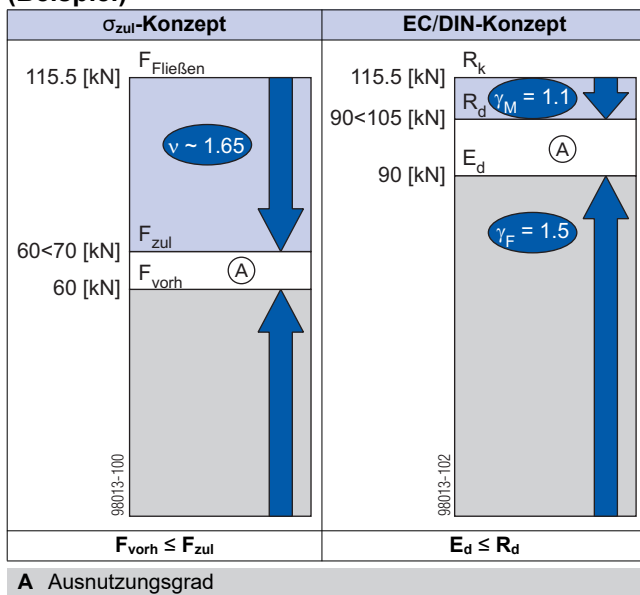 (Beispiel)
σzul-Konzept
EC/DIN-Konzept
FFließen
115.5 [kN]
ν ~ 1.65
Fzul
60<70 [kN]
Fvorh
A
60 [kN]
98013-100
Rk
115.5 [kN]
Rd
γM = 1.1
90<105 [kN]
A
Ed
90 [kN]
γF = 1.5
98013-102
Fvorh ≤ Fzul
Ed ≤ Rd
A Ausnutzungsgrad